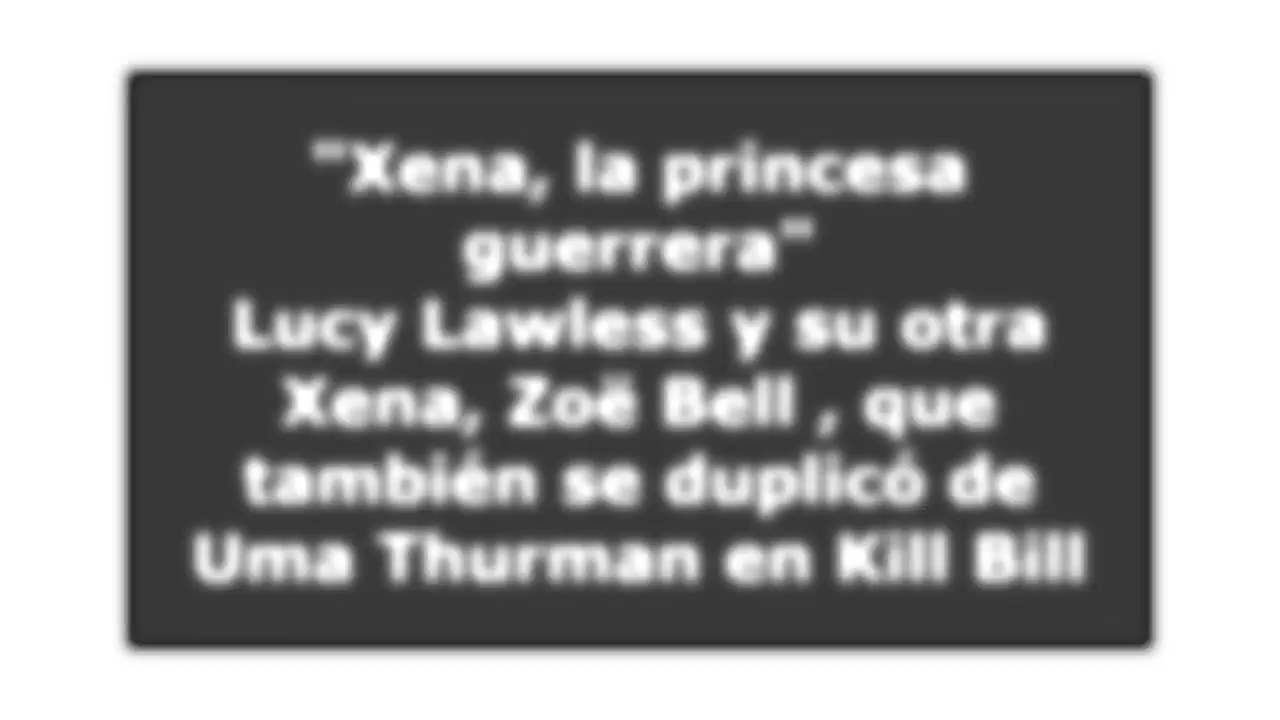 "Xena, la princesa
guerrera"
Lucy Lawless y su otra
Xena, Zoë Bell , que
también se duplicó de
Uma Thurman en Kill Bill